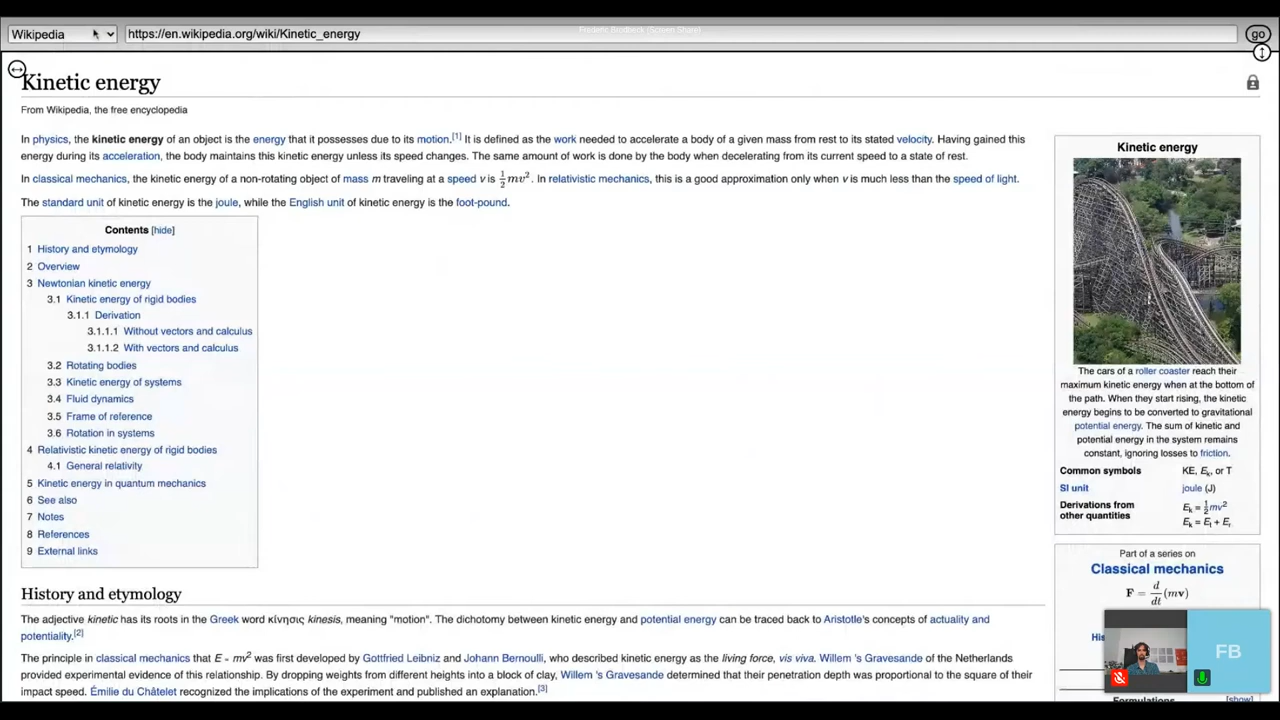 Wikipedia
https://en.wikipedia.org/wiki/Kinetic_energy
go
Kinetic energy
From Wikipedia, the free encyclopedia
In physics, the kinetic energy of an object is the energy that it possesses due to its motion.[1] It is defined as the work needed to accelerate a body of a given mass from rest to its stated velocity. Having gained this
energy during its acceleration, the body maintains this kinetic energy unless its speed changes. The same amount of work is done by the body when decelerating from its current speed to a state of rest.
In classical mechanics, the kinetic energy of a non-rotating object of mass m traveling at a speed v is ½mv². In relativistic mechanics, this is a good approximation only when v is much less than the speed of light.
The standard unit of kinetic energy is the joule, while the English unit of kinetic energy is the foot-pound.
Contents [hide]
1 History and etymology
2 Overview
3 Newtonian kinetic energy
3.1 Kinetic energy of rigid bodies
3.1.1 Derivation
3.1.1.1 Without vectors and calculus
3.1.1.2 With vectors and calculus
3.2 Rotating bodies
3.3 Kinetic energy of systems
3.4 Fluid dynamics
3.5 Frame of reference
3.6 Rotation in systems
4 Relativistic kinetic energy of rigid bodies
4.1 General relativity
5 Kinetic energy in quantum mechanics
6 See also
7 Notes
8 References
9 External links
History and etymology
The adjective kinetic has its roots in the Greek word κίνησις kinesis, meaning "motion". The dichotomy between kinetic energy and potential energy can be traced back to Aristotle's concepts of actuality and
potentiality.[2]
The principle in classical mechanics that E ∝ mv² was first developed by Gottfried Leibniz and Johann Bernoulli, who described kinetic energy as the living force, vis viva. Willem 's Gravesande of the Netherlands
provided experimental evidence of this relationship. By dropping weights from different heights into a block of clay, Willem 's Gravesande determined that their penetration depth was proportional to the square of their
impact speed. Émilie du Châtelet recognized the implications of the experiment and published an explanation.[3]
Kinetic energy
The cars of a roller coaster reach their
maximum kinetic energy when at the bottom of
the path. When they start rising, the kinetic
energy begins to be converted to gravitational
potential energy. The sum of kinetic and
potential energy in the system remains
constant, ignoring losses to friction.
Common symbols KE, Ek, or T
SI unit joule (J)
Derivations from
other quantities
Ek = ½mv²
Ek = Et + Er
Part of a series on
Classical mechanics
F = d/dt (mv)
His
FB
Formulations [show]